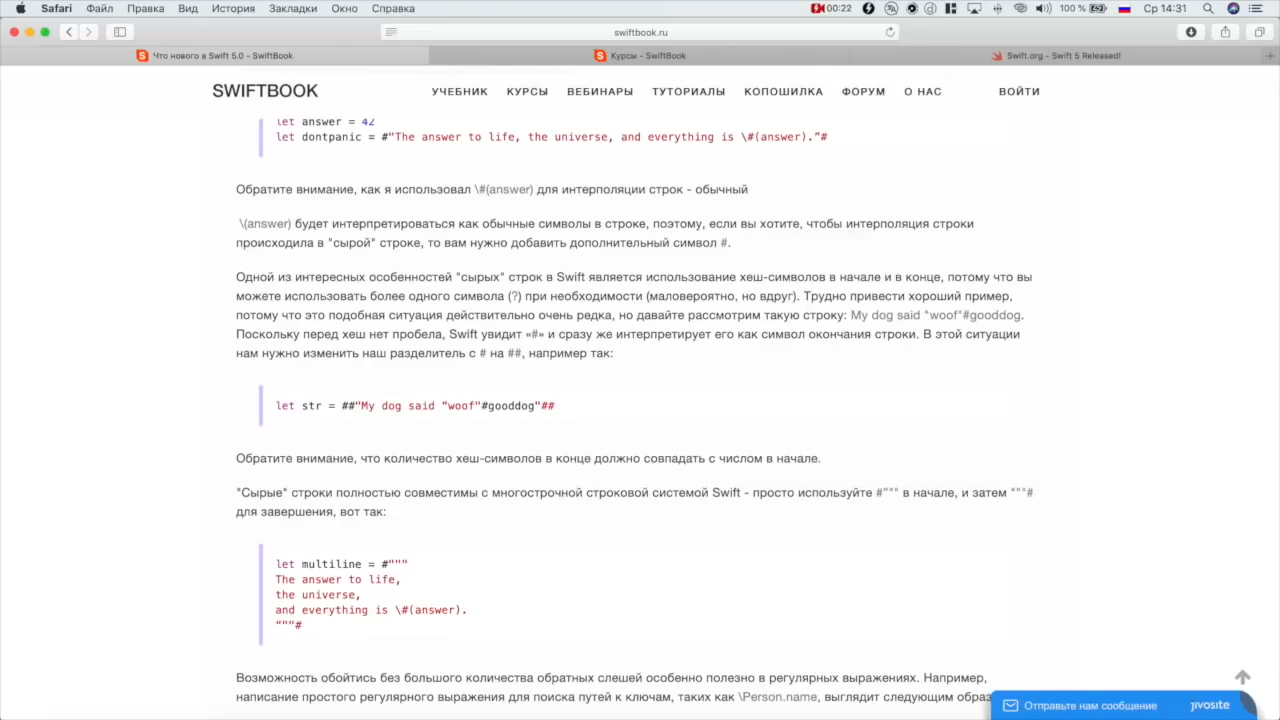 Safari Файл Правка Вид История Закладки Окно Справка 00:22 100 % Ср 14:31
swiftbook.ru
Что нового в Swift 5.0 - SwiftBook Курсы – SwiftBook Swift.org - Swift 5 Released!
SWIFTBOOK УЧЕБНИК КУРСЫ ВЕБИНАРЫ ТУТОРИАЛЫ КОПОШИЛКА ФОРУМ О НАС ВОЙТИ
let answer = 42
let dontpanic = #"The answer to life, the universe, and everything is \#(answer)."#
Обратите внимание, как я использовал \#(answer) для интерполяции строк - обычный
\(answer) будет интерпретироваться как обычные символы в строке, поэтому, если вы хотите, чтобы интерполяция строки
происходила в "сырой" строке, то вам нужно добавить дополнительный символ #.
Одной из интересных особенностей "сырых" строк в Swift является использование хеш-символов в начале и в конце, потому что вы
можете использовать более одного символа (?) при необходимости (маловероятно, но вдруг). Трудно привести хороший пример,
потому что это подобная ситуация действительно очень редка, но давайте рассмотрим такую строку: My dog said "woof"#gooddog.
Поскольку перед хеш нет пробела, Swift увидит «#» и сразу же интерпретирует его как символ окончания строки. В этой ситуации
нам нужно изменить наш разделитель с # на ##, например так:
let str = ##"My dog said "woof"#gooddog"##
Обратите внимание, что количество хеш-символов в конце должно совпадать с числом в начале.
"Сырые" строки полностью совместимы с многострочной строковой системой Swift - просто используйте #""" в начале, и затем """#
для завершения, вот так:
let multiline = #"""
The answer to life,
the universe,
and everything is \#(answer).
"""#
Возможность обойтись без большого количества обратных слешей особенно полезно в регулярных выражениях. Например,
написание простого регулярного выражения для поиска путей к ключам, таких как \Person.name, выглядит следующим образ
Отправьте нам сообщение jivosite